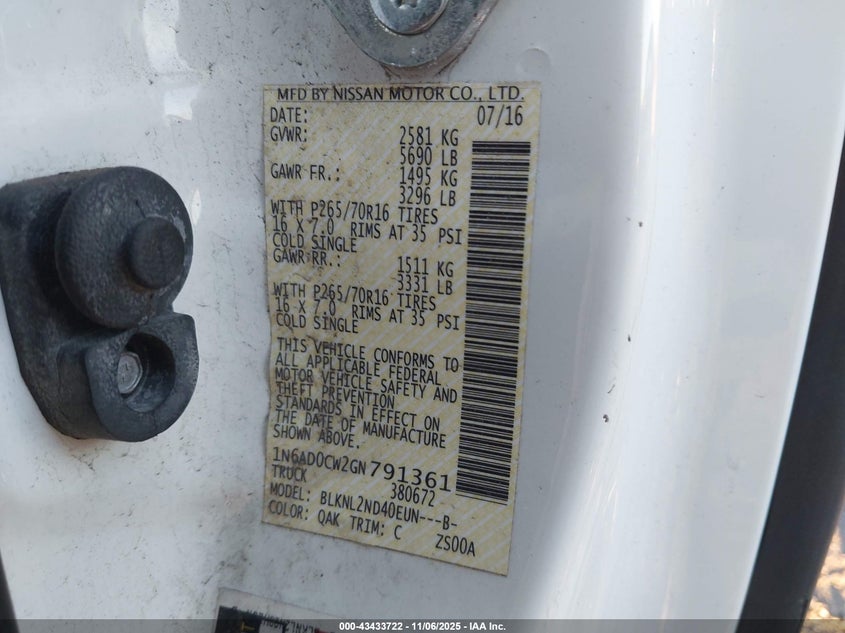 MFD BY NISSAN MOTOR CO., LTD.
DATE: 07/16
GVWR: 2581 KG
5690 LB
GAWR FR.: 1495 KG
3296 LB
WITH P265/70R16 TIRES
16 X 7.0 RIMS AT 35 PSI
COLD SINGLE
GAWR RR.: 1511 KG
3331 LB
WITH P265/70R16 TIRES
16 X 7.0 RIMS AT 35 PSI
COLD SINGLE
THIS VEHICLE CONFORMS TO
ALL APPLICABLE FEDERAL
MOTOR VEHICLE SAFETY AND
THEFT PREVENTION
STANDARDS IN EFFECT ON
THE DATE OF MANUFACTURE
SHOWN ABOVE.
1N6AD0CW2GN791361
TRUCK 380672
MODEL: BLKNL2ND40EUN---B-
COLOR: QAK TRIM: C ZS00A
000-43433722 - 11/06/2025 - IAA Inc.